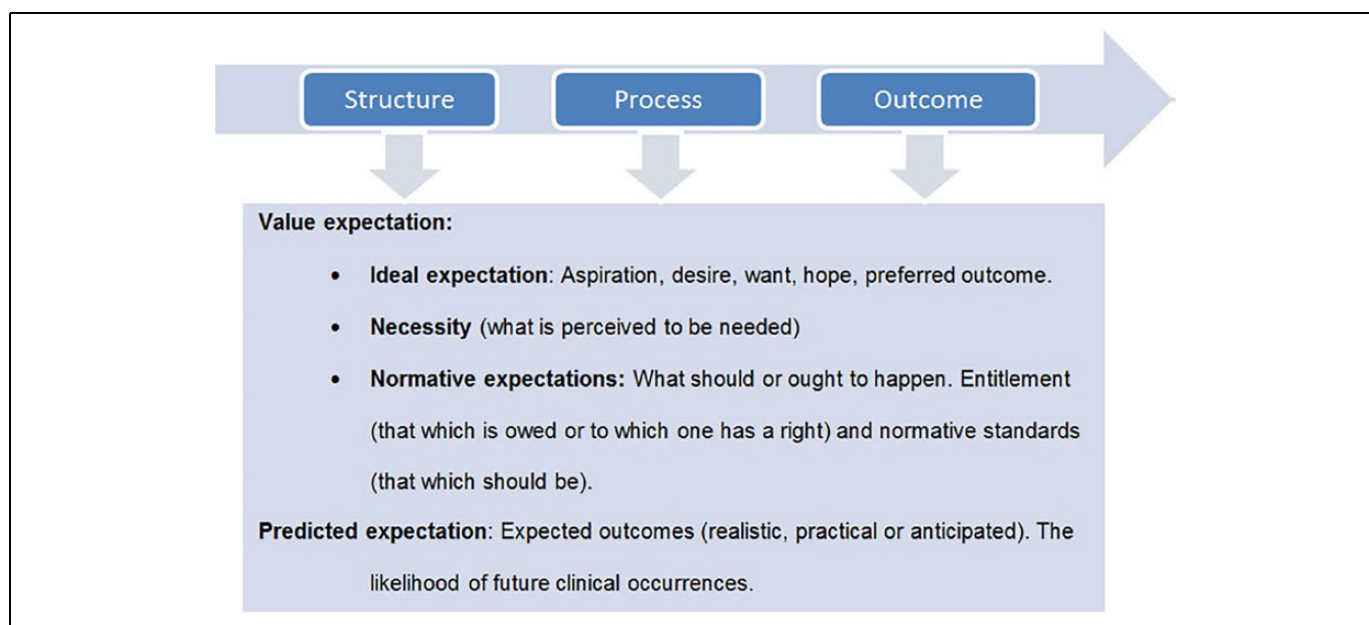 Structure
Process
Outcome
Value expectation:
• Ideal expectation: Aspiration, desire, want, hope, preferred outcome.
• Necessity (what is perceived to be needed)
• Normative expectations: What should or ought to happen. Entitlement
(that which is owed or to which one has a right) and normative standards
(that which should be).
Predicted expectation: Expected outcomes (realistic, practical or anticipated). The
likelihood of future clinical occurrences.